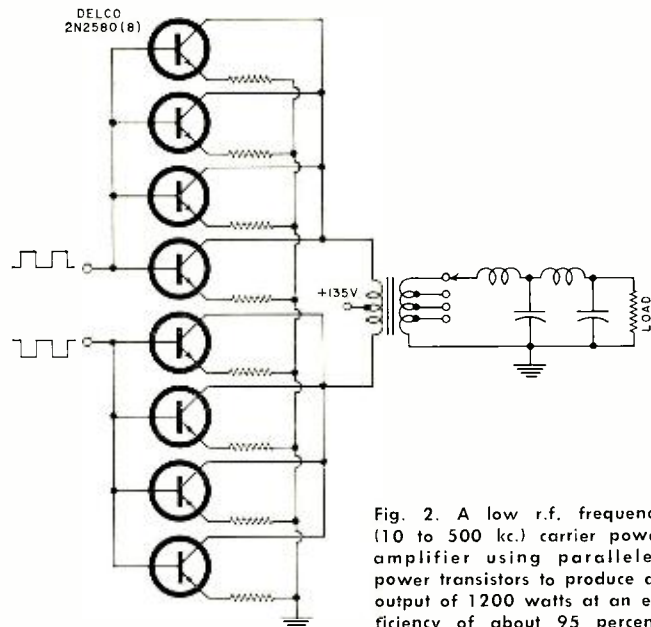 DELCO
2N2580(8)
+135V
LOAD
Fig. 2. A low r.f. frequenc
(10 to 500 kc.) carrier powe
amplifier using parallele
power transistors to produce a
output of 1200 watts at an e
ficiency of about 95 percen